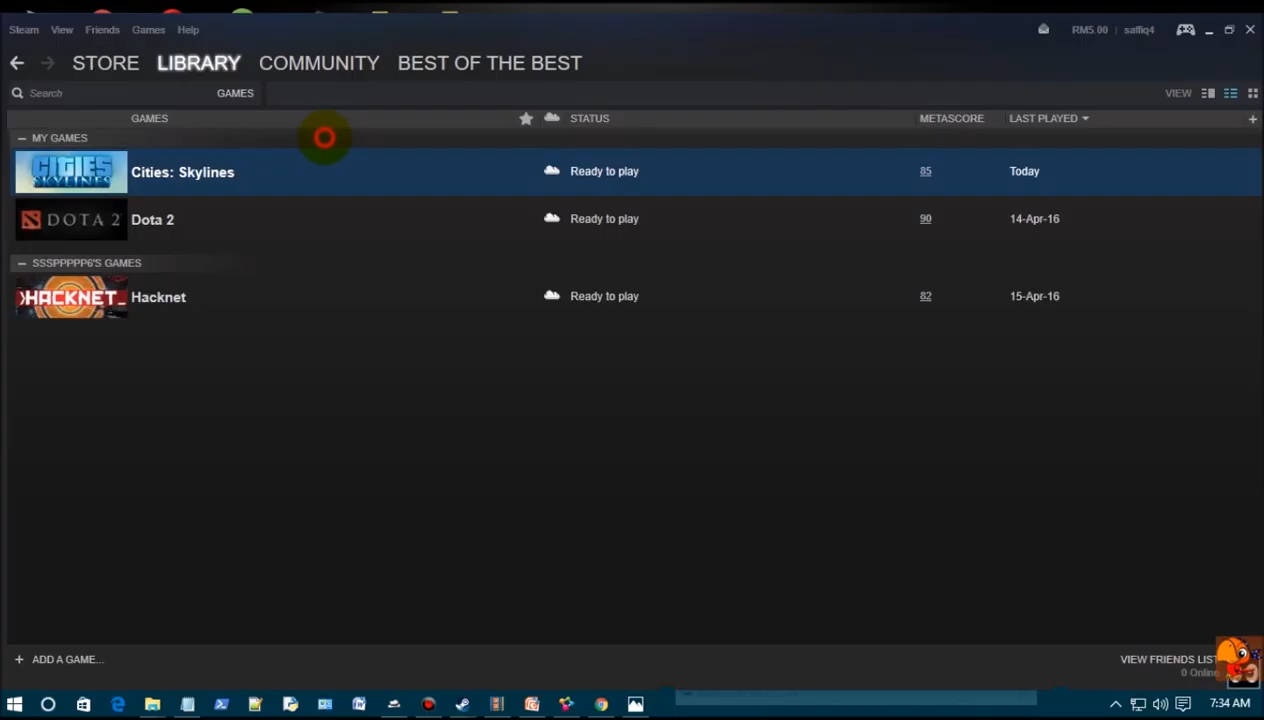 Steam View Friends Games Help RM5.00 saffiq4
STORE LIBRARY COMMUNITY BEST OF THE BEST
Search GAMES VIEW
GAMES STATUS METASCORE LAST PLAYED
MY GAMES
CITIES SKYLINES Cities: Skylines Ready to play 85 Today
DOTA 2 Dota 2 Ready to play 90 14-Apr-16
SSSPPPPP6'S GAMES
HACKNET_ Hacknet Ready to play 82 15-Apr-16
+ ADD A GAME... VIEW FRIENDS LIST
0 Online
7:34 AM